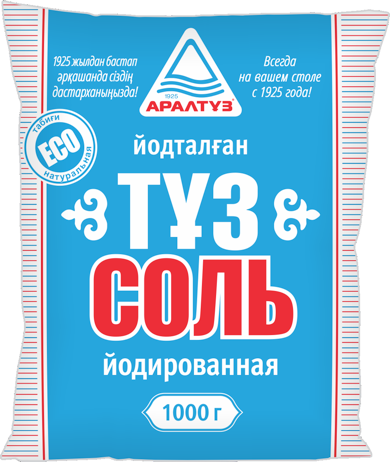 1925 жылдан бастап
әрқашанда сіздің
дастарханыңызда!
1925
АРАЛТҰЗ
Всегда
на вашем столе
с 1925 года!
табиғи
ECO
натуральная
йодталған
ТҰЗ
СОЛЬ
йодированная
1000 г